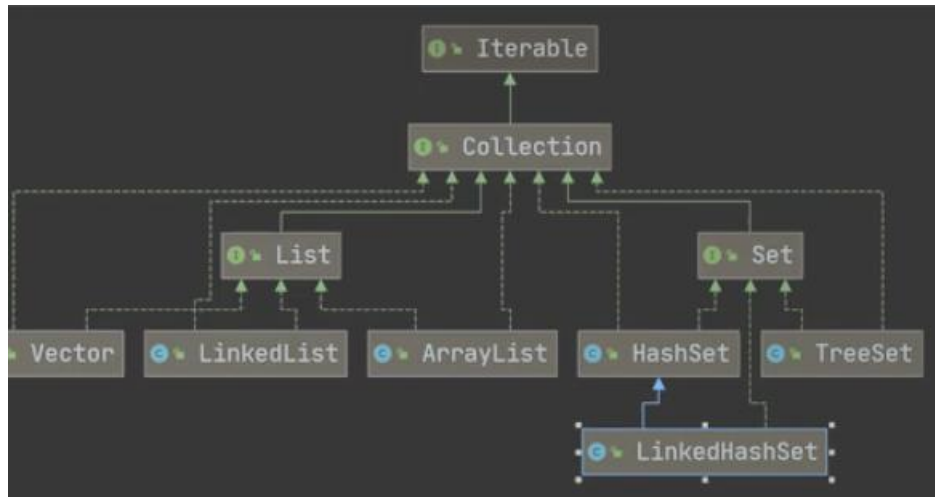 Iterable
Collection
List
Set
Vector
LinkedList
ArrayList
HashSet
TreeSet
LinkedHashSet